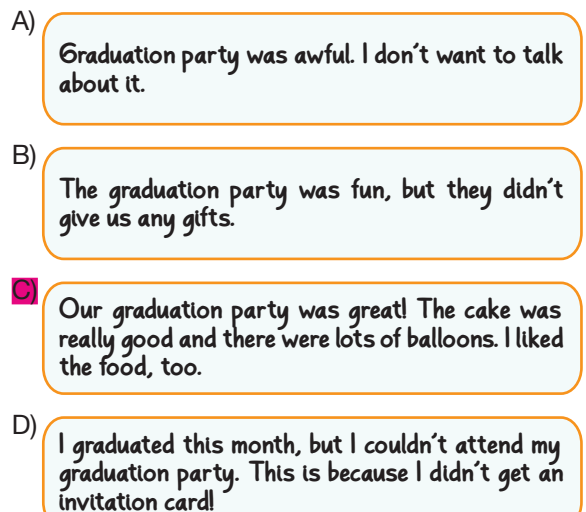 A)
Graduation party was awful. I don't want to talk
about it.
B)
The graduation party was fun, but they didn't
give us any gifts.
C)
Our graduation party was great! The cake was
really good and there were lots of balloons. I liked
the food, too.
D)
I graduated this month, but I couldn't attend my
graduation party. This is because I didn't get an
invitation card!